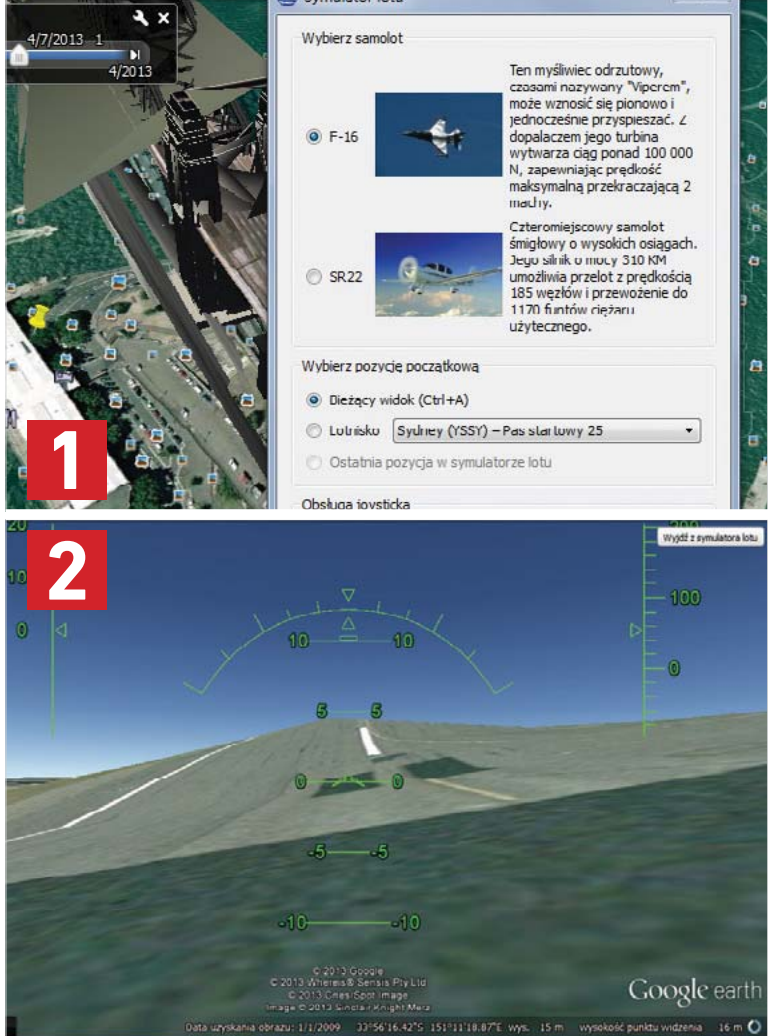 4/7/2013 1
4/2013
Symulator lotu
Wybierz samolot
F-16
Ten myśliwiec odrzutowy,
czasami nazywany "Viperem",
może wznosić się pionowo i
jednocześnie przyspieszać. Z
dopalaczem jego turbina
wytwarza ciąg ponad 100 000
N, zapewniając prędkość
maksymalną przekraczającą 2
machy.
SR22
Czteromiejscowy samolot
śmigłowy o wysokich osiągach.
Jego silnik o mocy 310 KM
umożliwia przelot z prędkością
185 węzłów i przewożenie do
1170 funtów ciężaru
użytecznego.
Wybierz pozycję początkową
Bieżący widok (Ctrl+A)
Lotnisko Sydney (YSSY) – Pas startowy 25
Ostatnia pozycja w symulatorze lotu
Obsługa joysticka
1
2
Wyjdź z symulatora lotu
20
10
0
200
100
0
10 10
5 5
0 0
-5 -5
-10 -10
© 2013 Google
© 2013 Whereis® Sensis Pty Ltd
© 2013 Cnes/Spot Image
Image © 2013 Sinclair Knight Merz
Google earth
Data uzyskania obrazu: 1/1/2009 33°56'16.42"S 151°11'18.87"E wys. 15 m wysokość punktu widzenia 16 m